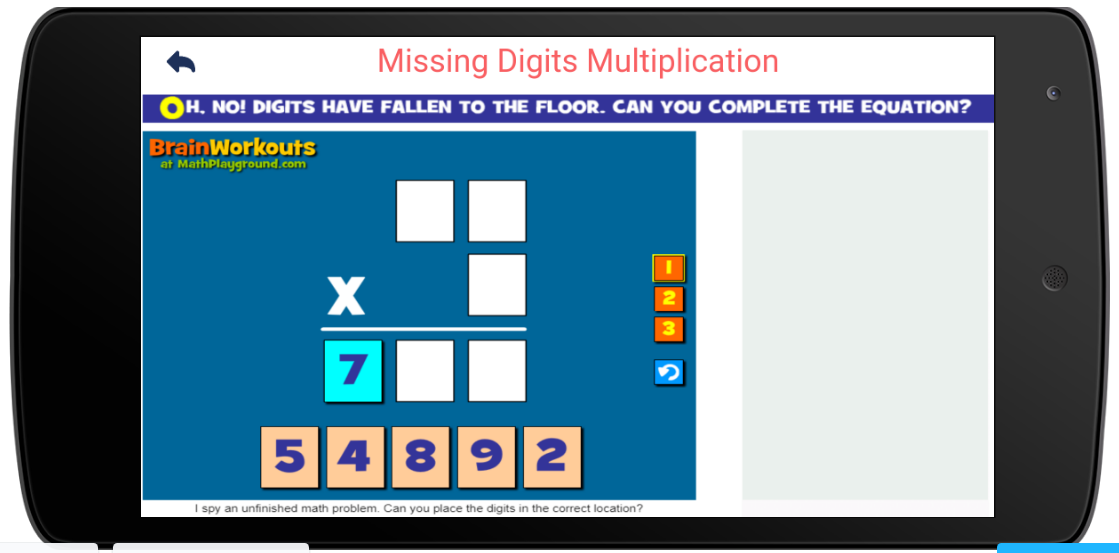 Missing Digits Multiplication
OH, NO! DIGITS HAVE FALLEN TO THE FLOOR. CAN YOU COMPLETE THE EQUATION?
BrainWorkouts
at MathPlayground.com
1
X
2
3
7
5 4 8 9 2
I spy an unfinished math problem. Can you place the digits in the correct location?